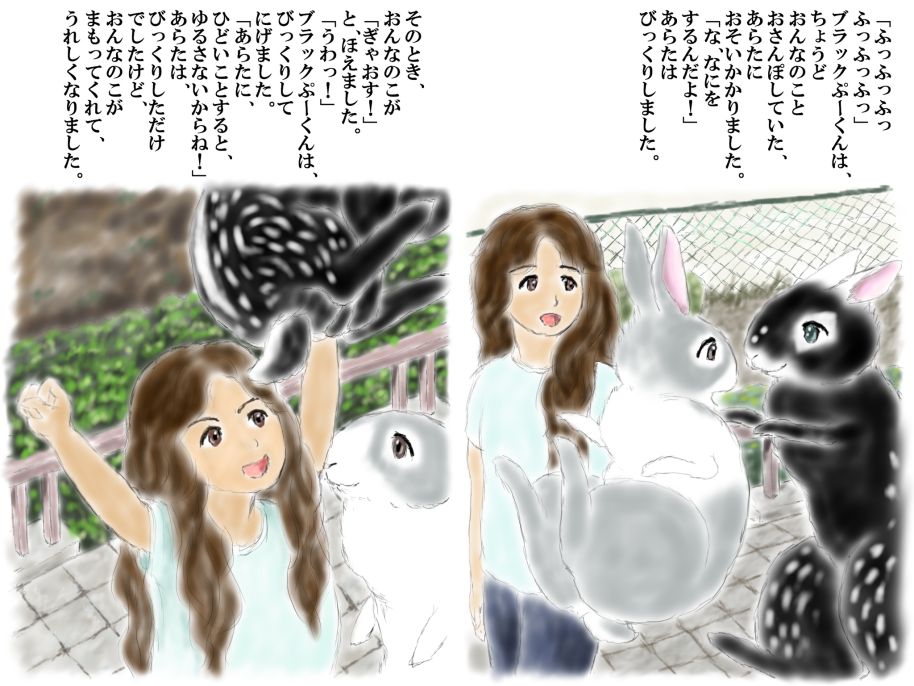 「ふっふっふっ
ふっふっふっ」
ブラックぷーくんは、
ちょうど
おんなのこと
おさんぽしていた、
あらたに
おそいかかりました。
「な、なにを
するんだよ！」
あらたは
びっくりしました。
そのとき、
おんなのこが
「ぎゃおす！」
と、ほえました。
「うわっ！」
ブラックぷーくんは、
びっくりして
にげました。
「あらたに、
ひどいことすると、
ゆるさないからね！」
あらたは、
びっくりしただけ
でしたけど、
おんなのこが
まもってくれて、
うれしくなりました。